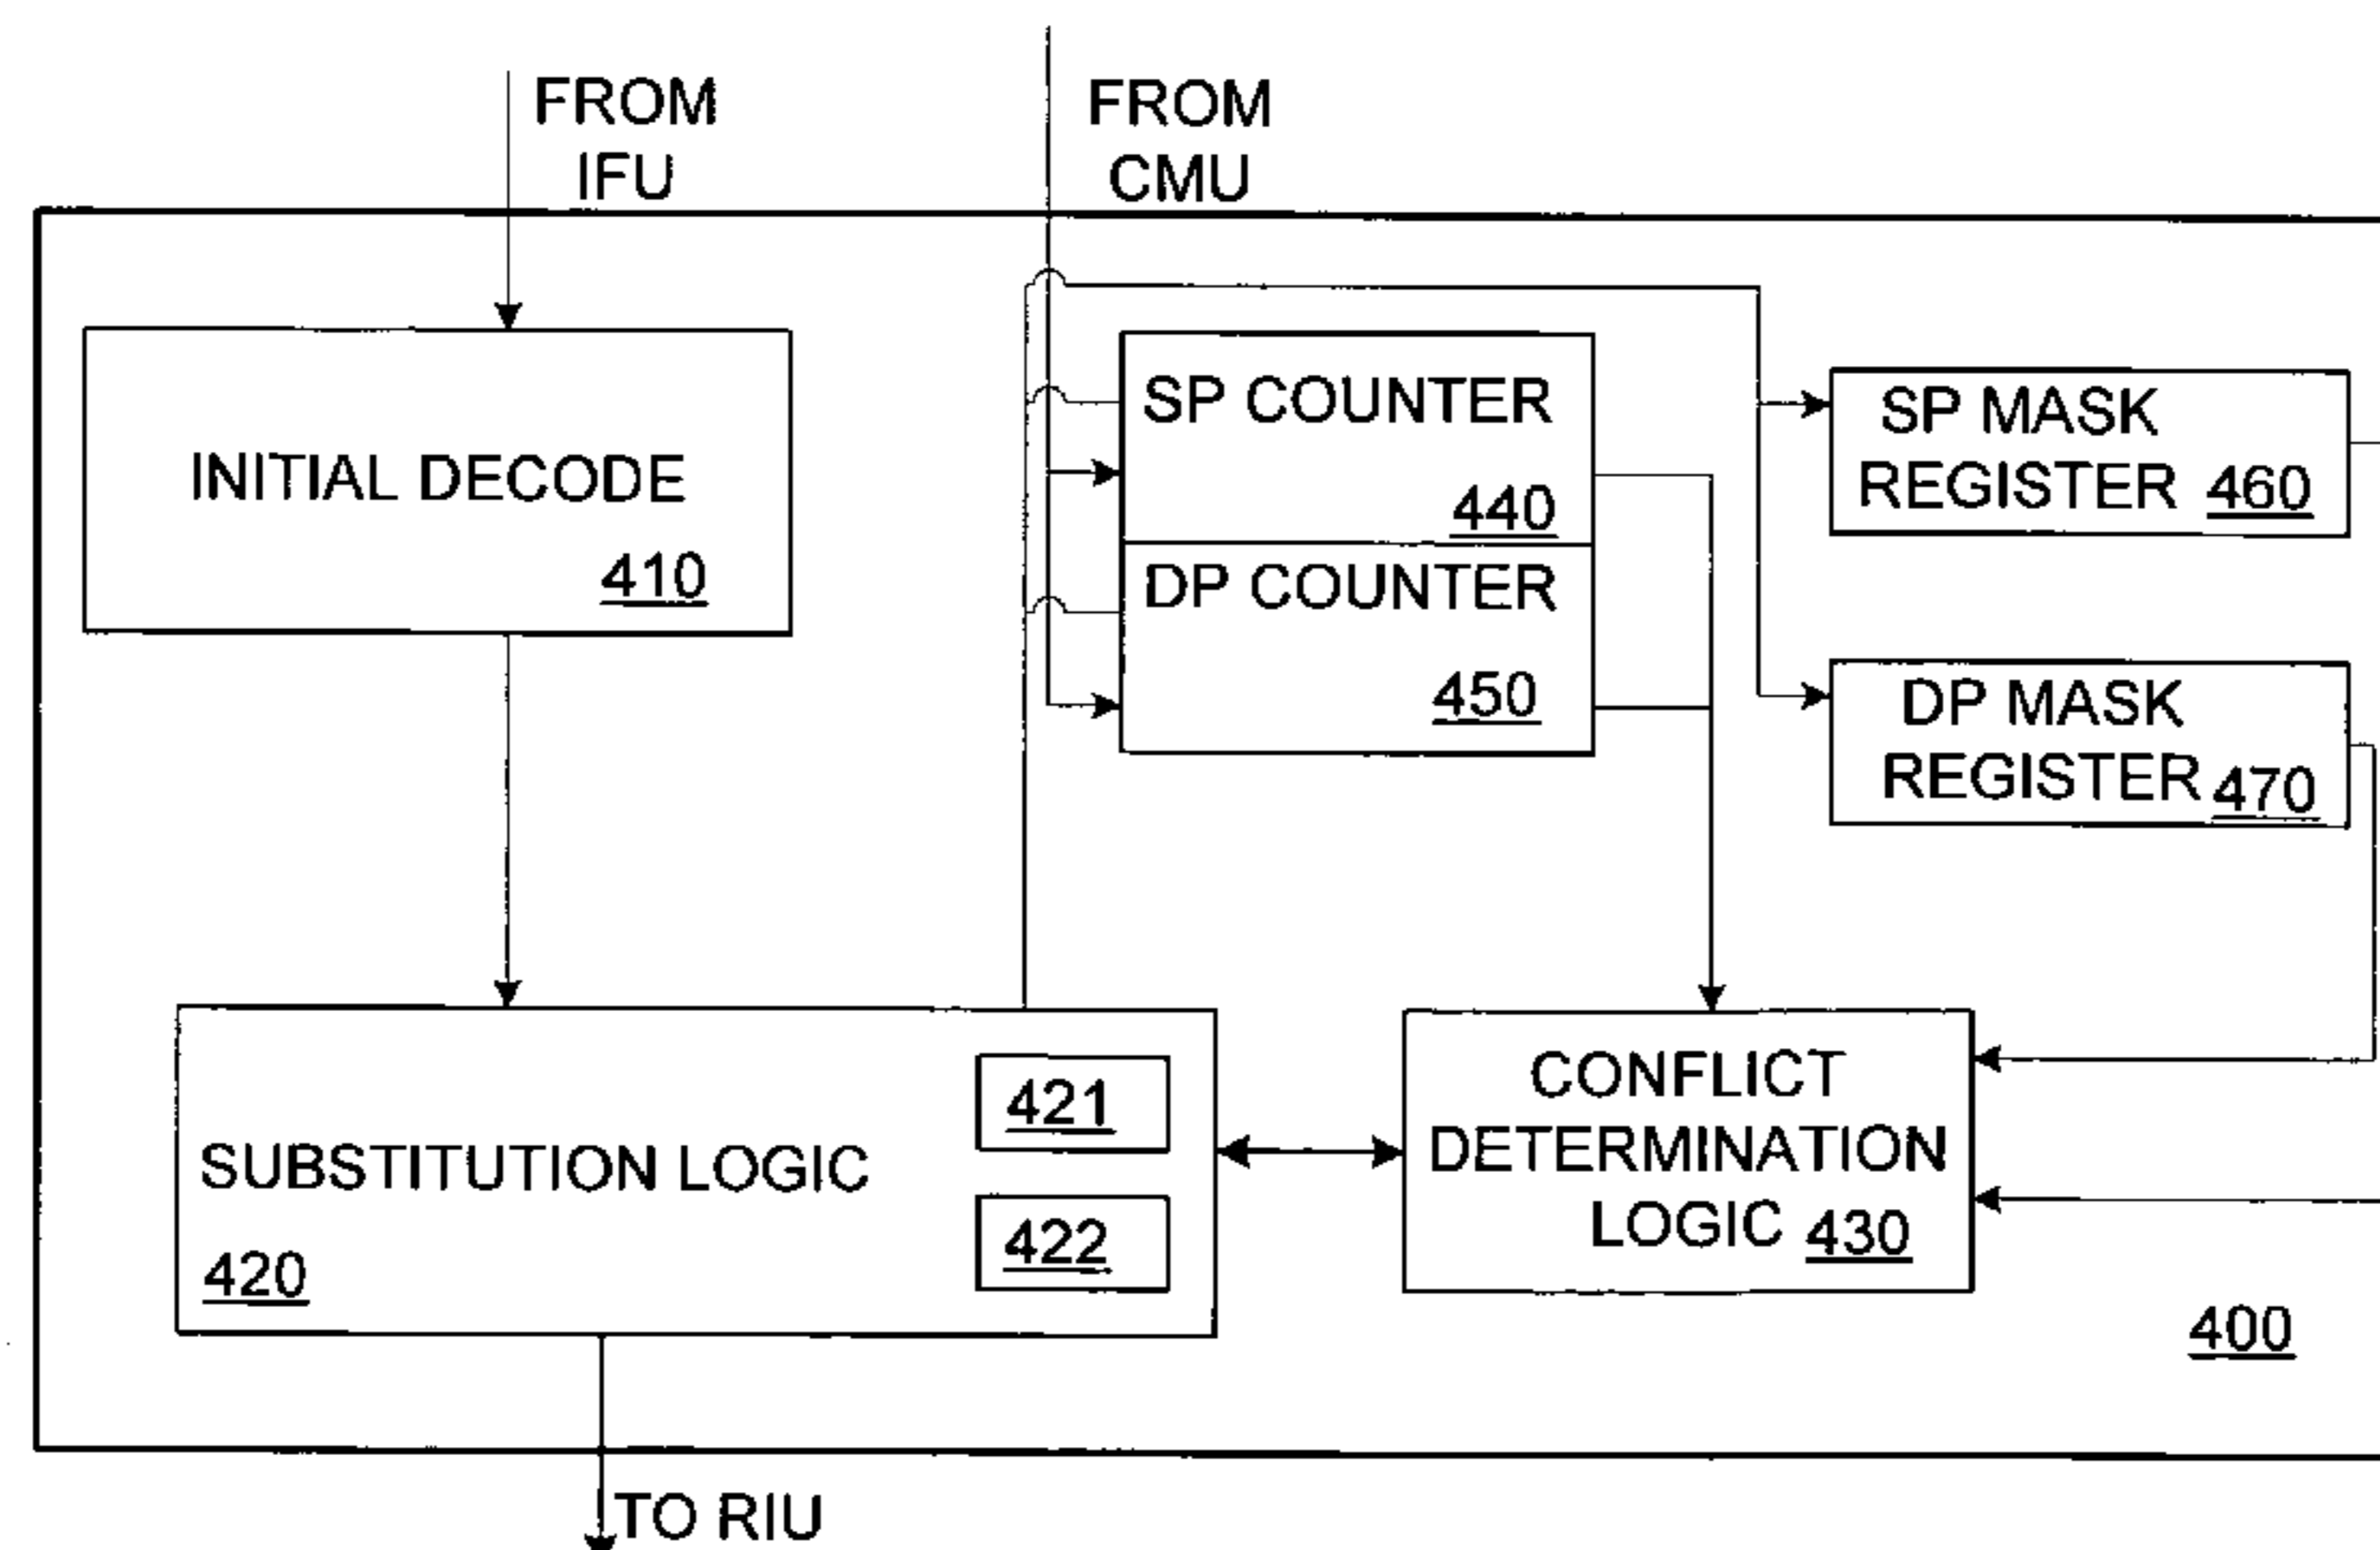 FROM
IFU
FROM
CMU
INITIAL DECODE
410
SP COUNTER
440
DP COUNTER
450
SP MASK
REGISTER 460
DP MASK
REGISTER 470
SUBSTITUTION LOGIC
420
421
422
CONFLICT
DETERMINATION
LOGIC 430
400
TO RIU